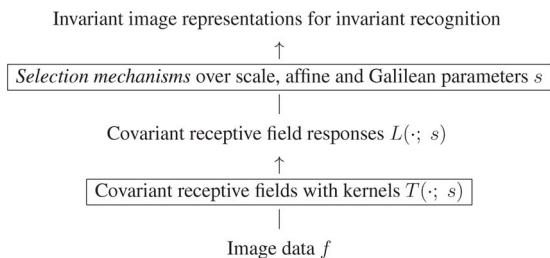 Invariant image representations for invariant recognition
↑
Selection mechanisms over scale, affine and Galilean parameters s
|
Covariant receptive field responses L(·; s)
↑
Covariant receptive fields with kernels T(·; s)
|
Image data f